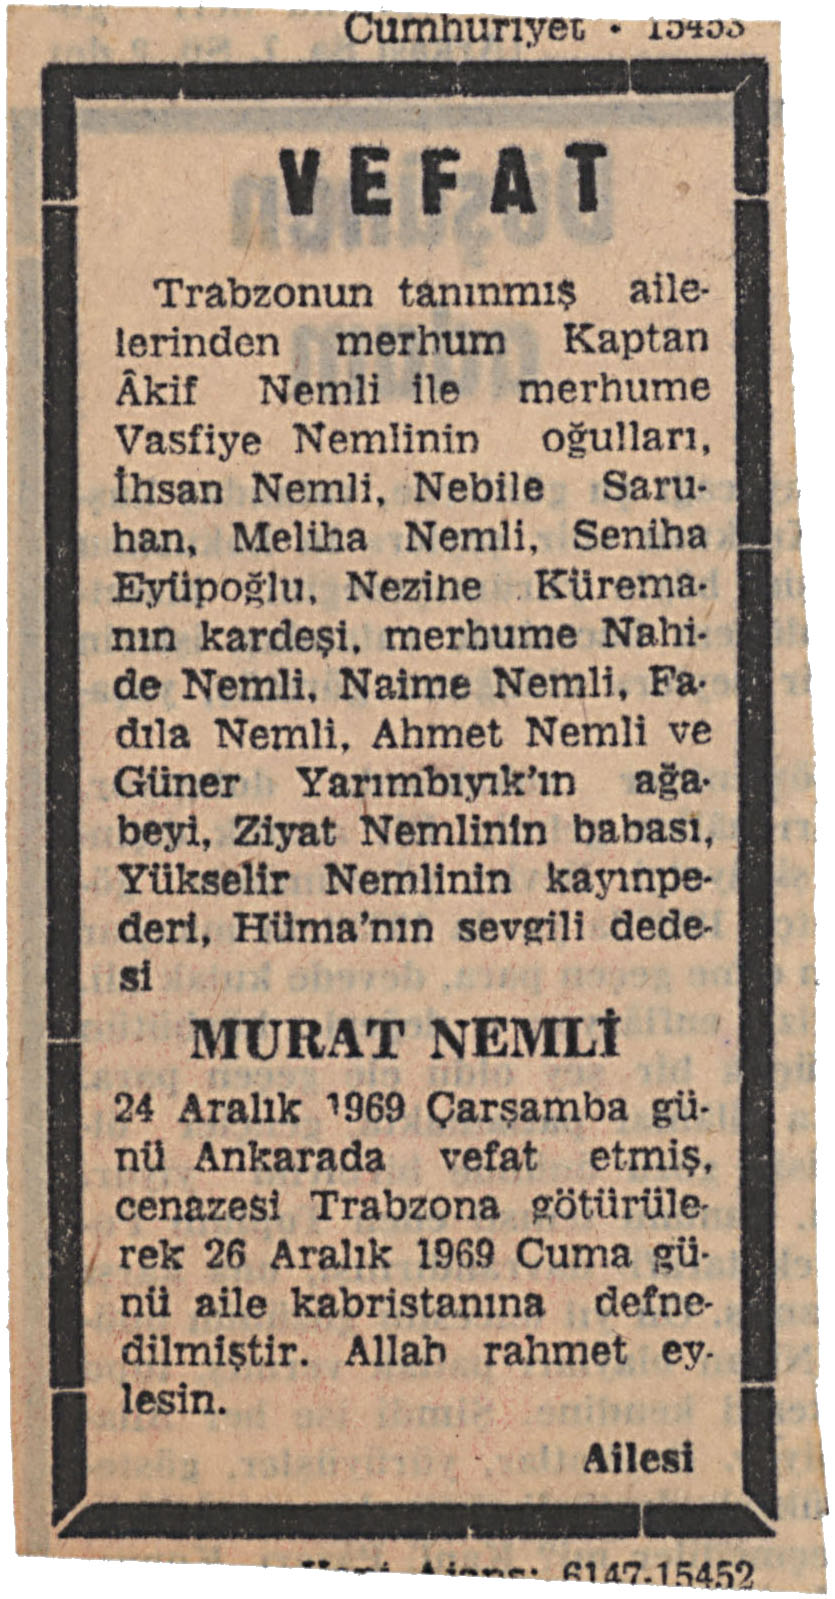 Cumhuriyet • 15453
VEFAT
Trabzonun tanınmış aile-
lerinden merhum Kaptan
Âkif Nemli ile merhume
Vasfiye Nemlinin oğulları,
İhsan Nemli, Nebile Saru-
han, Meliha Nemli, Seniha
Eyüpoğlu, Nezihe Kürema-
nın kardeşi, merhume Nahi-
de Nemli, Naime Nemli, Fa-
dıla Nemli, Ahmet Nemli ve
Güner Yarımbıyık'ın ağa-
beyi, Ziyat Nemlinin babası,
Yükselir Nemlinin kayınpe-
deri, Hüma'nın sevgili dede-
si
MURAT NEMLİ
24 Aralık 1969 Çarşamba gü-
nü Ankarada vefat etmiş,
cenazesi Trabzona götürüle-
rek 26 Aralık 1969 Cuma gü-
nü aile kabristanına defne-
dilmiştir. Allah rahmet ey-
lesin.
Ailesi
6147-15452